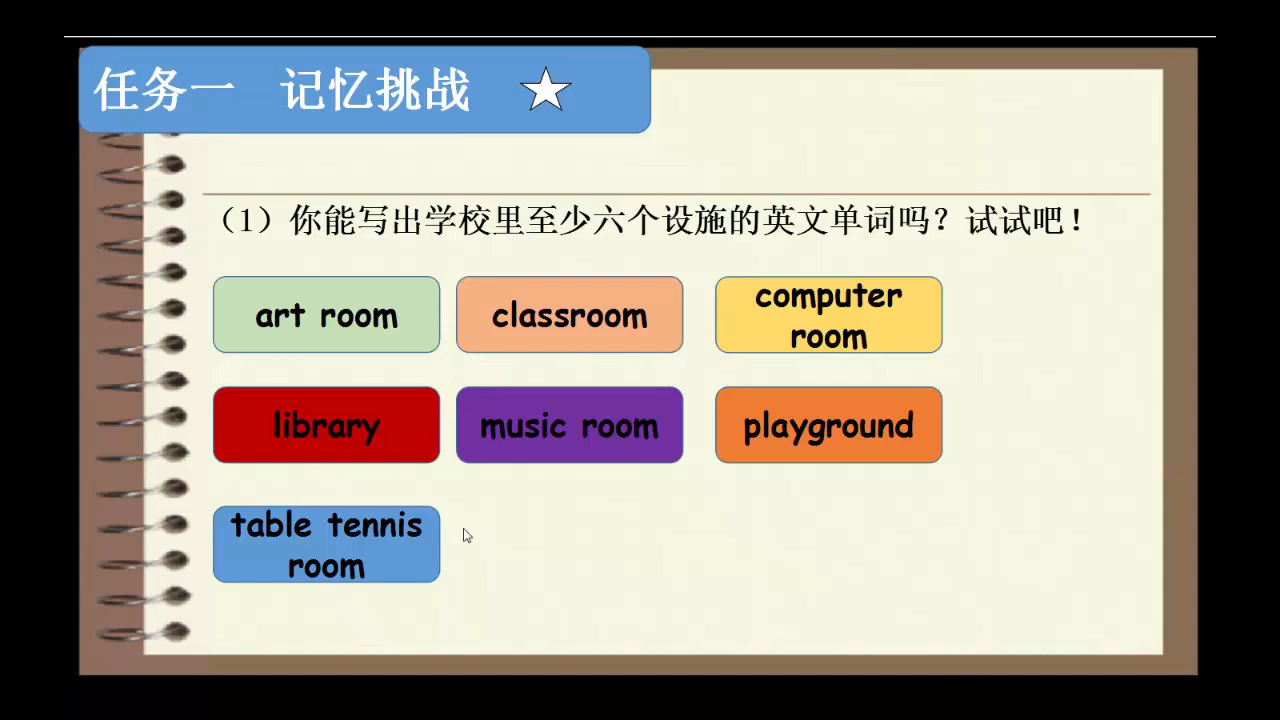 任务一 记忆挑战
（1）你能写出学校里至少六个设施的英文单词吗？试试吧！
art room
classroom
computer
room
library
music room
playground
table tennis
room